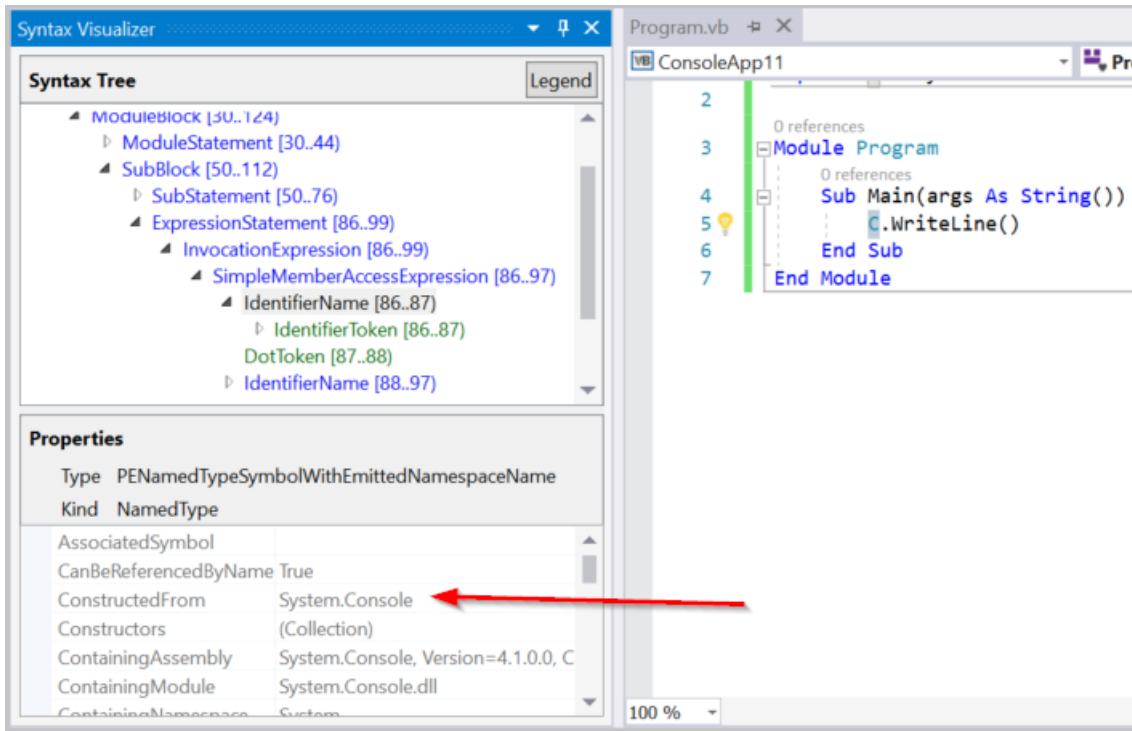 Syntax Visualizer
Syntax Tree
Legend
ModuleBlock [30..124)
ModuleStatement [30..44)
SubBlock [50..112)
SubStatement [50..76)
ExpressionStatement [86..99)
InvocationExpression [86..99)
SimpleMemberAccessExpression [86..97)
IdentifierName [86..87)
IdentifierToken [86..87)
DotToken [87..88)
IdentifierName [88..97)
Properties
Type PENamedTypeSymbolWithEmittedNamespaceName
Kind NamedType
AssociatedSymbol
CanBeReferencedByName True
ConstructedFrom System.Console
Constructors (Collection)
ContainingAssembly System.Console, Version=4.1.0.0, C
ContainingModule System.Console.dll
ContainingNamespace System
Program.vb
VB ConsoleApp11 Pr
2
0 references
3 Module Program
0 references
4 Sub Main(args As String())
5 C.WriteLine()
6 End Sub
7 End Module
100 %